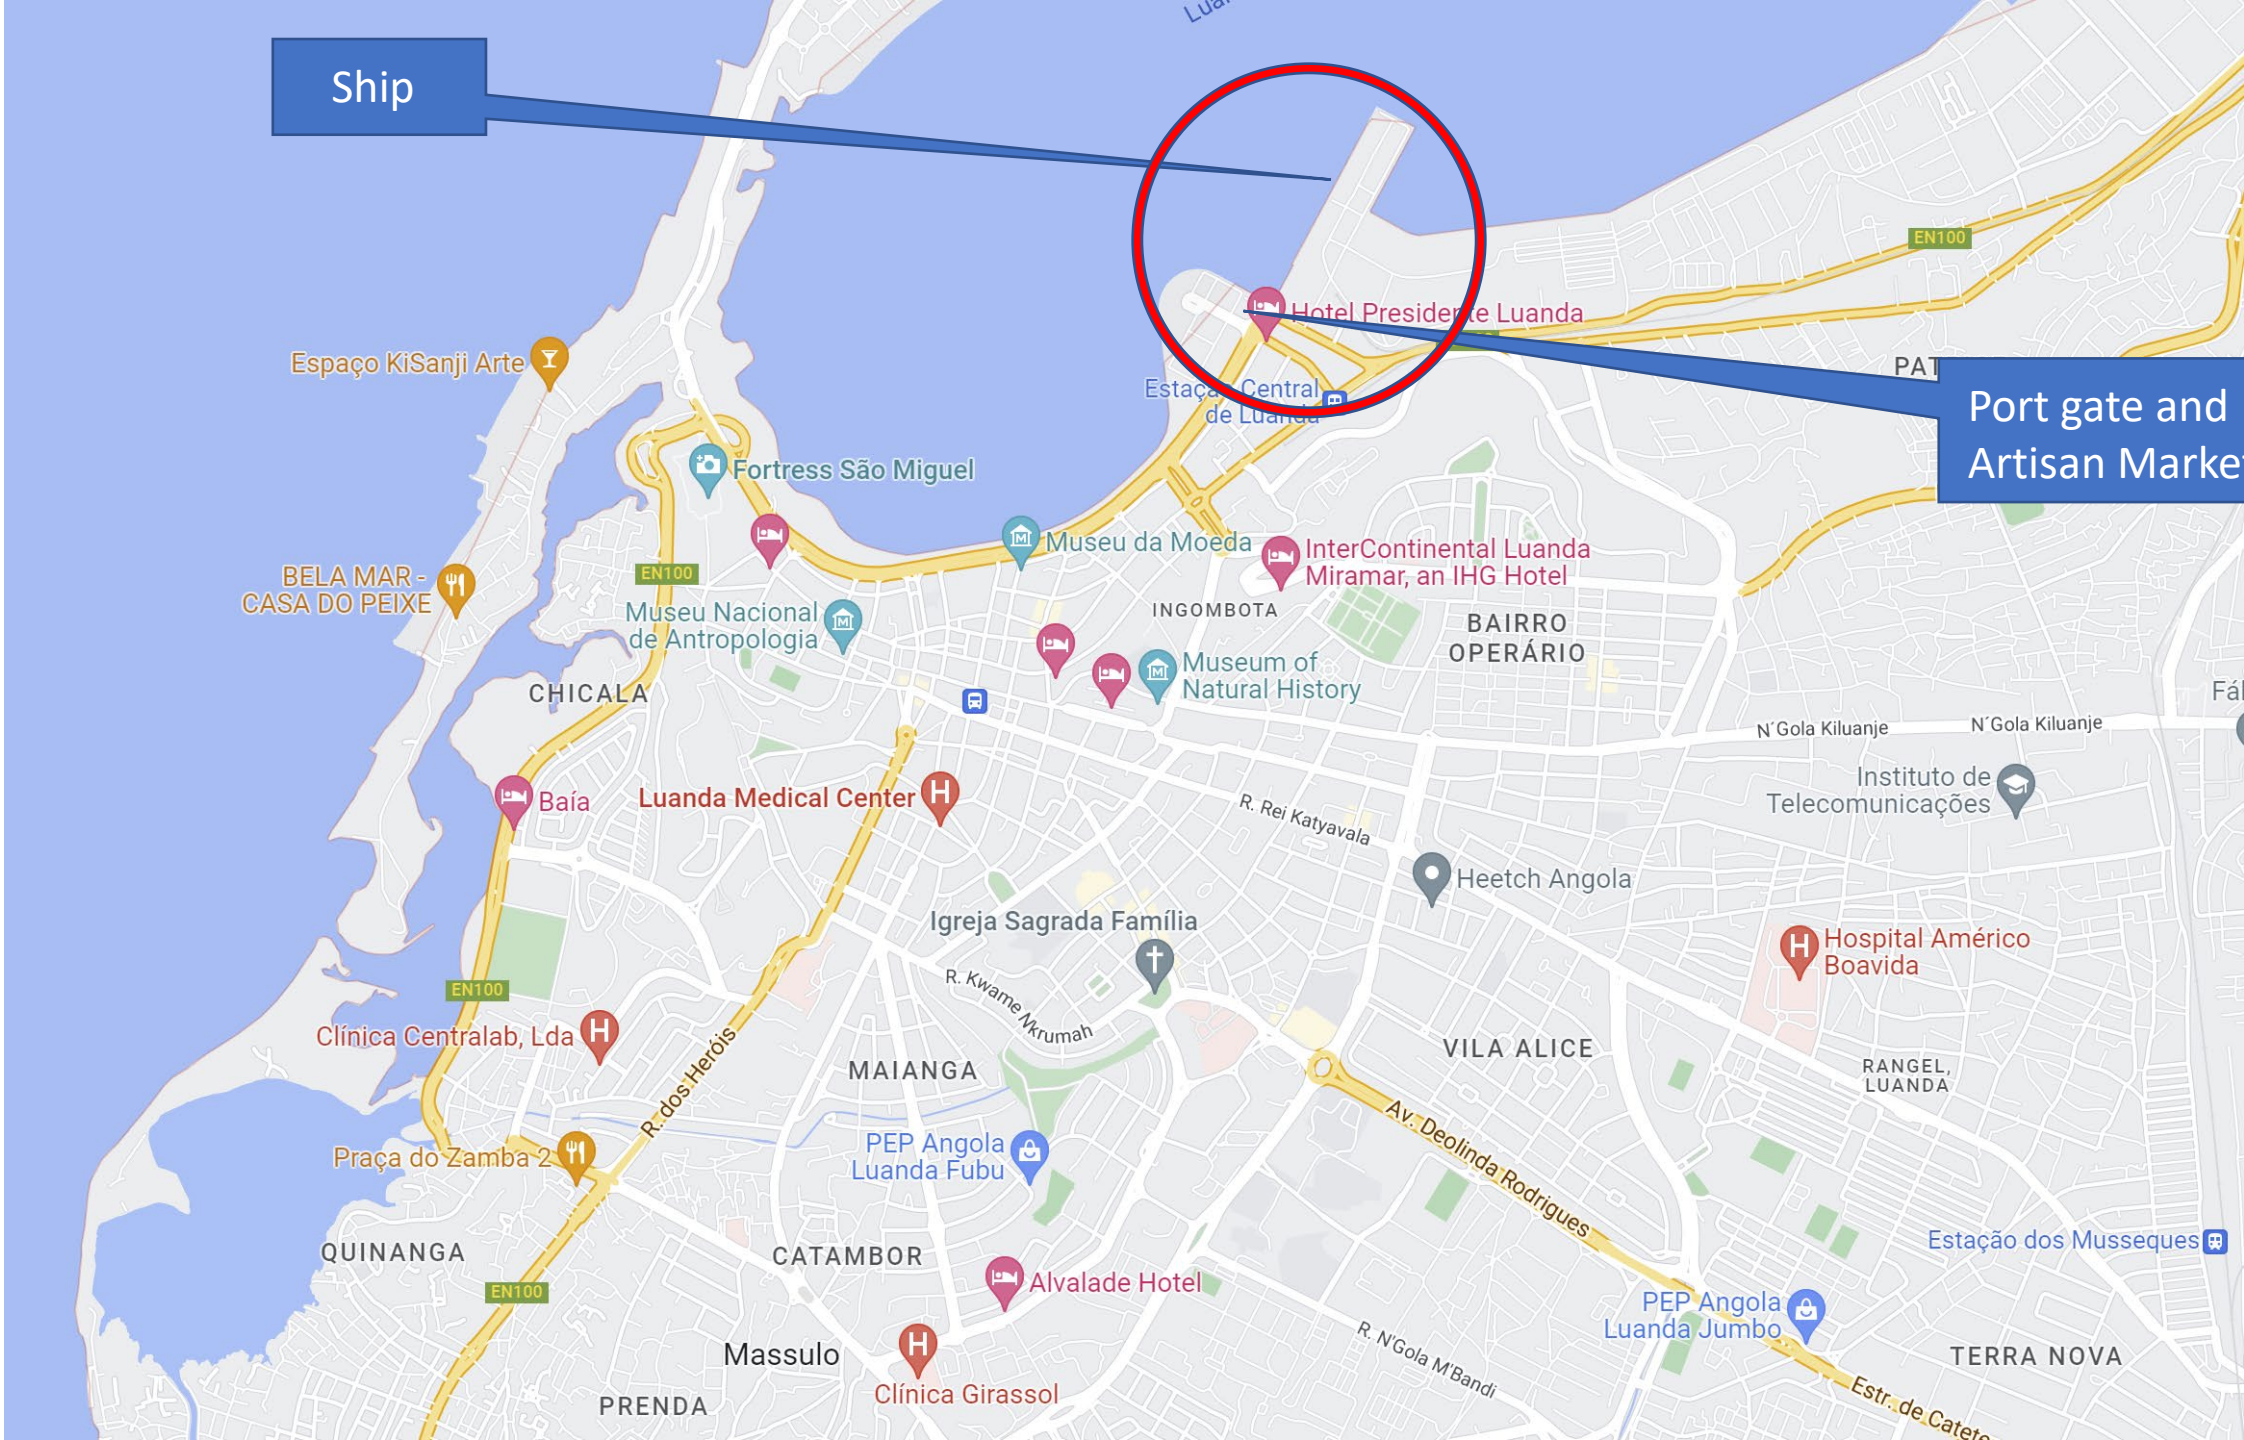 Ship
EN100
Hotel Presidente Luanda
Espaço KiSanji Arte
Estação Central
de Luanda
Port gate and
Artisan Market
Fortress São Miguel
Museu da Moeda
InterContinental Luanda
Miramar, an IHG Hotel
BELA MAR -
CASA DO PEIXE
EN100
Museu Nacional
de Antropologia
INGOMBOTA
BAIRRO
OPERÁRIO
Museum of
Natural History
CHICALA
N´Gola Kiluanje
N´Gola Kiluanje
Baía
Luanda Medical Center
R. Rei Katyavala
Instituto de
Telecomunicações
Heetch Angola
Igreja Sagrada Família
Hospital Américo
Boavida
EN100
R. Kwame Nkrumah
Clínica Centralab, Lda
R. dos Heróis
MAIANGA
VILA ALICE
RANGEL,
LUANDA
Av. Deolinda Rodrigues
PEP Angola
Luanda Fubu
Praça do Zamba 2
QUINANGA
CATAMBOR
Estação dos Musseques
EN100
Alvalade Hotel
PEP Angola
Luanda Jumbo
R. N'Gola M'Bandi
Massulo
TERRA NOVA
Clínica Girassol
PRENDA
Estr. de Catete